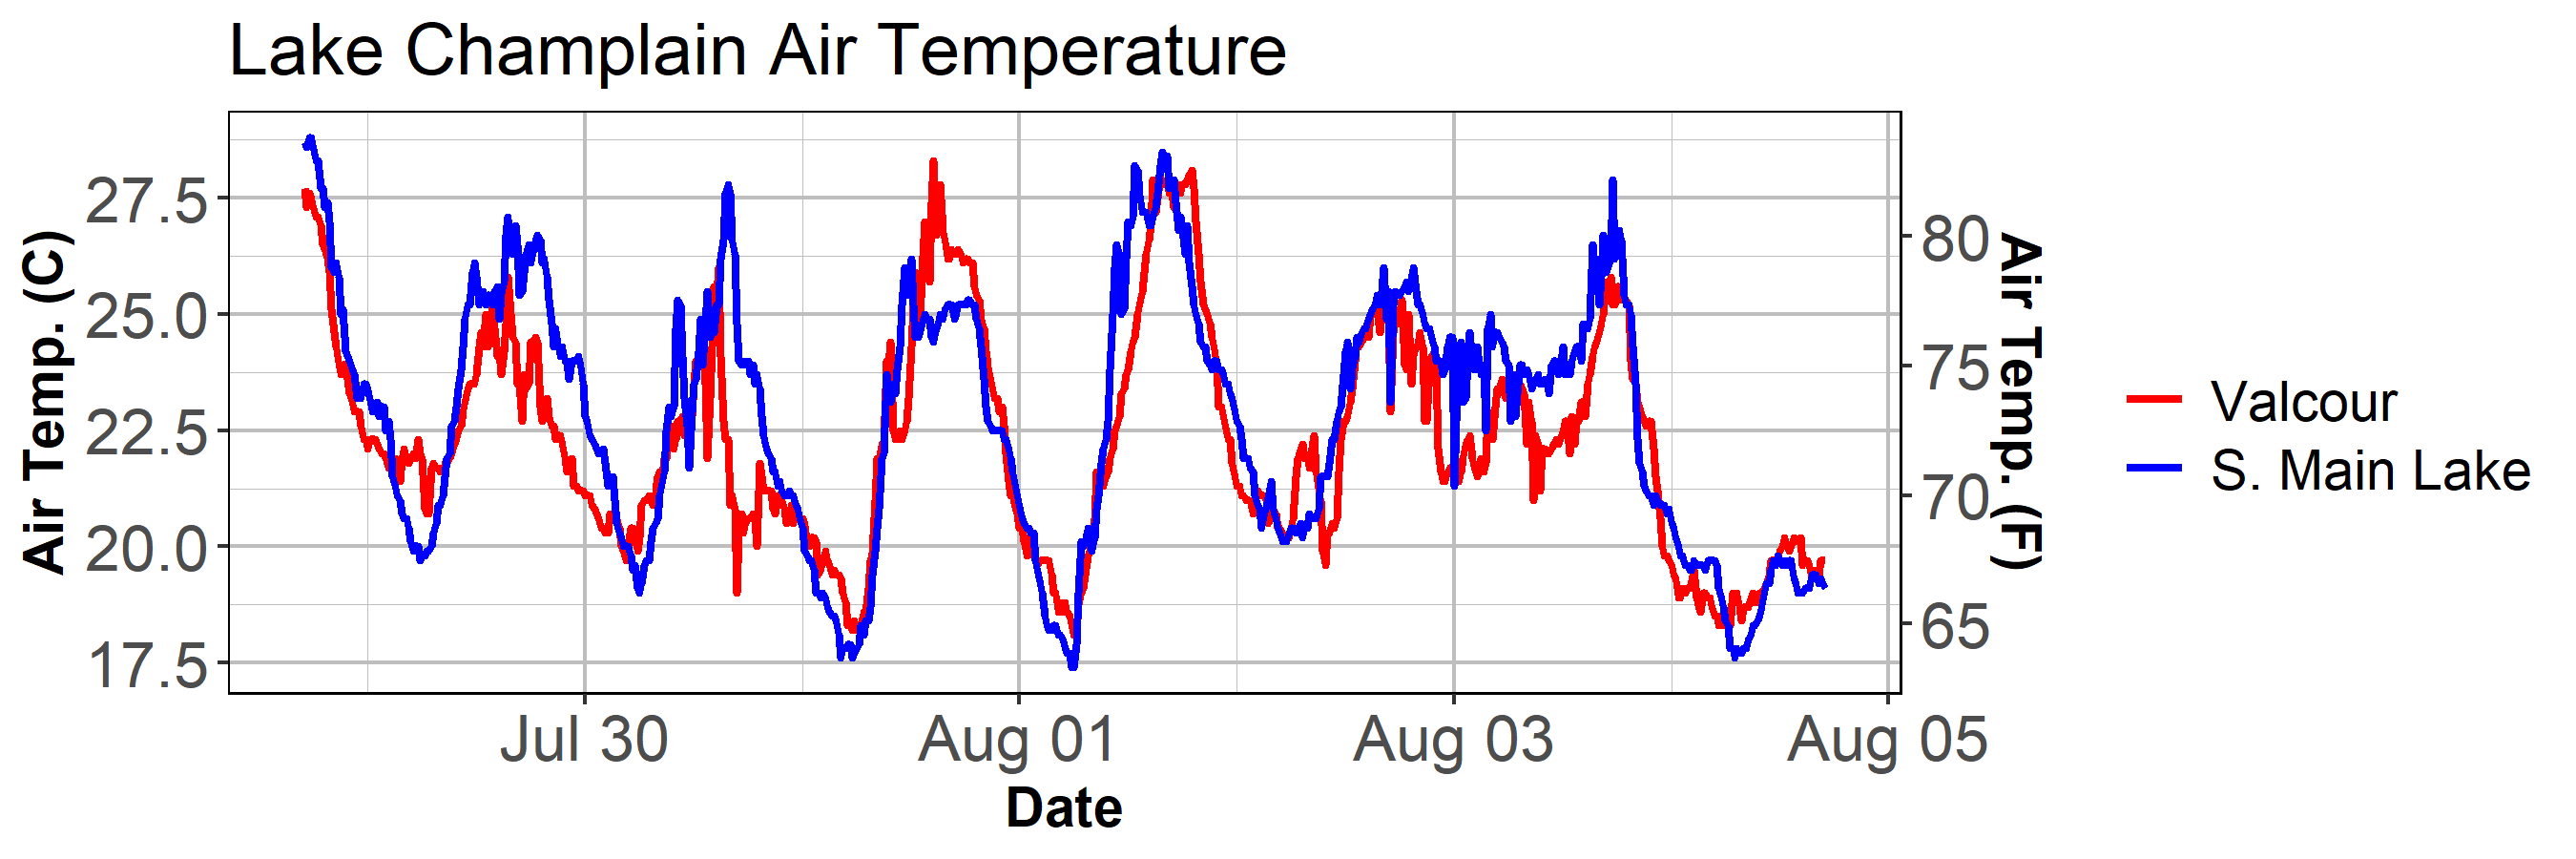 Lake Champlain Air Temperature
Air Temp. (C)
27.5
25.0
22.5
20.0
17.5
80
75
70
65
Air Temp. (F)
Jul 30
Aug 01
Aug 03
Aug 05
Date
Valcour
S. Main Lake